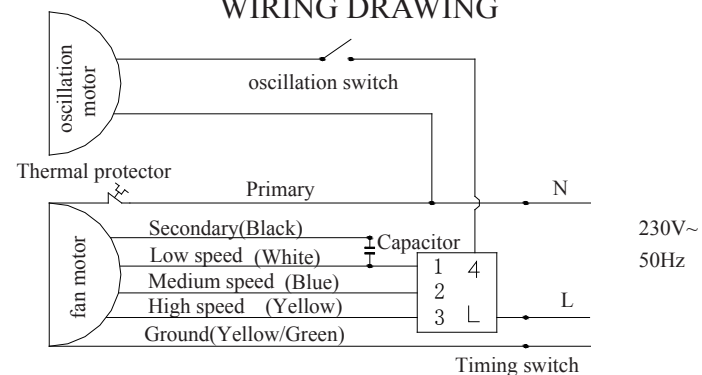 WIRING DRAWING
oscillation
motor
oscillation switch
Thermal protector
Primary
N
fan motor
Secondary(Black)
Capacitor
230V~
Low speed (White)
50Hz
1 4
Medium speed (Blue)
2
High speed (Yellow)
3 L
L
Ground(Yellow/Green)
Timing switch